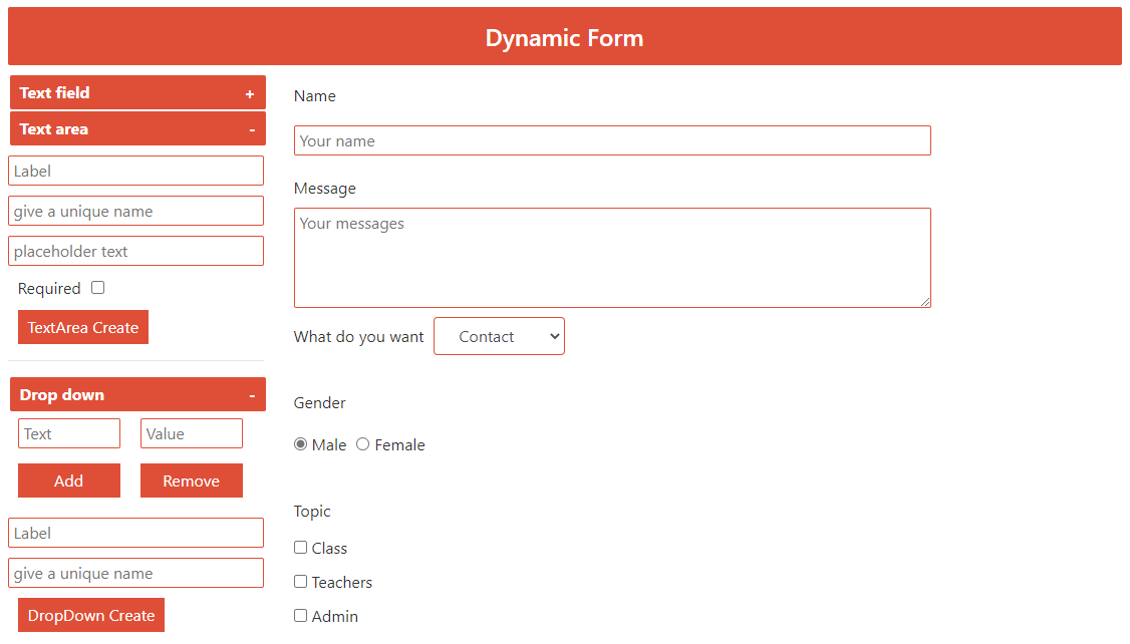 Dynamic Form
Text field +
Text area -
Label
give a unique name
placeholder text
Required
TextArea Create
Drop down -
Text Value
Add Remove
Label
give a unique name
DropDown Create
Name
Your name
Message
Your messages
What do you want Contact
Gender
Male Female
Topic
Class
Teachers
Admin